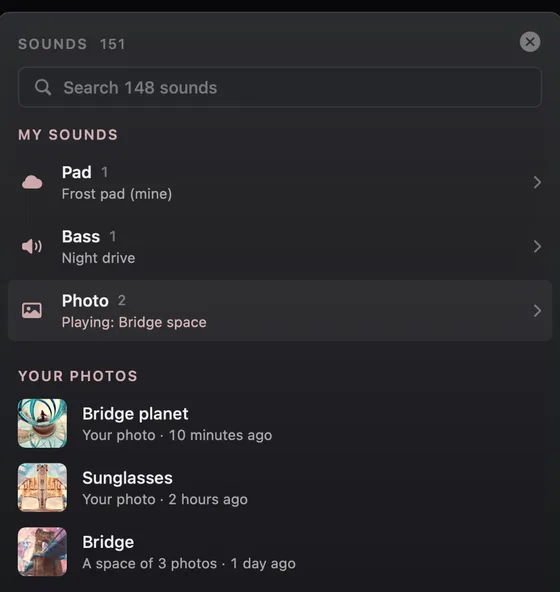 SOUNDS 151
Search 148 sounds
MY SOUNDS
Pad 1
Frost pad (mine)
Bass 1
Night drive
Photo 2
Playing: Bridge space
YOUR PHOTOS
Bridge planet
Your photo · 10 minutes ago
Sunglasses
Your photo · 2 hours ago
Bridge
A space of 3 photos · 1 day ago